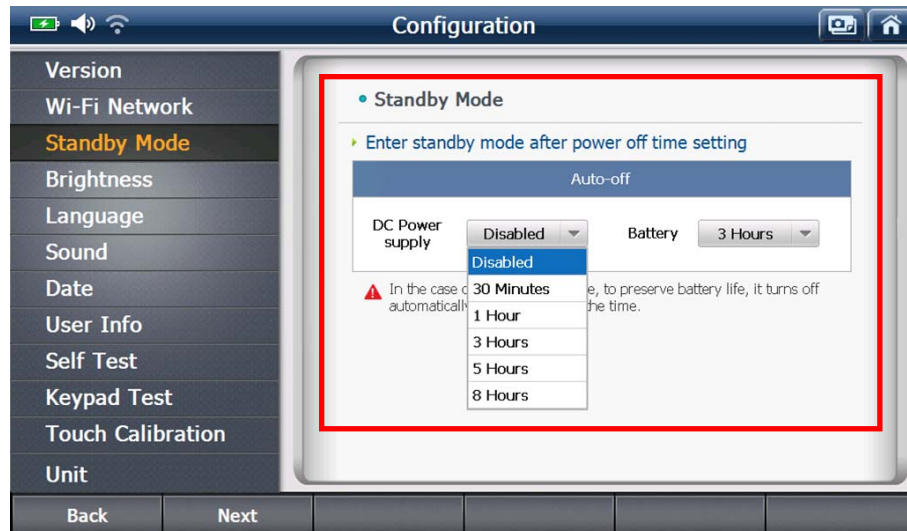 Configuration
Version
Wi-Fi Network
Standby Mode
Brightness
Language
Sound
Date
User Info
Self Test
Keypad Test
Touch Calibration
Unit
• Standby Mode
Enter standby mode after power off time setting
Auto-off
DC Power
supply
Disabled
Battery
3 Hours
Disabled
30 Minutes
1 Hour
3 Hours
5 Hours
8 Hours
In the case to preserve battery life, it turns off
automatically time.
Back
Next